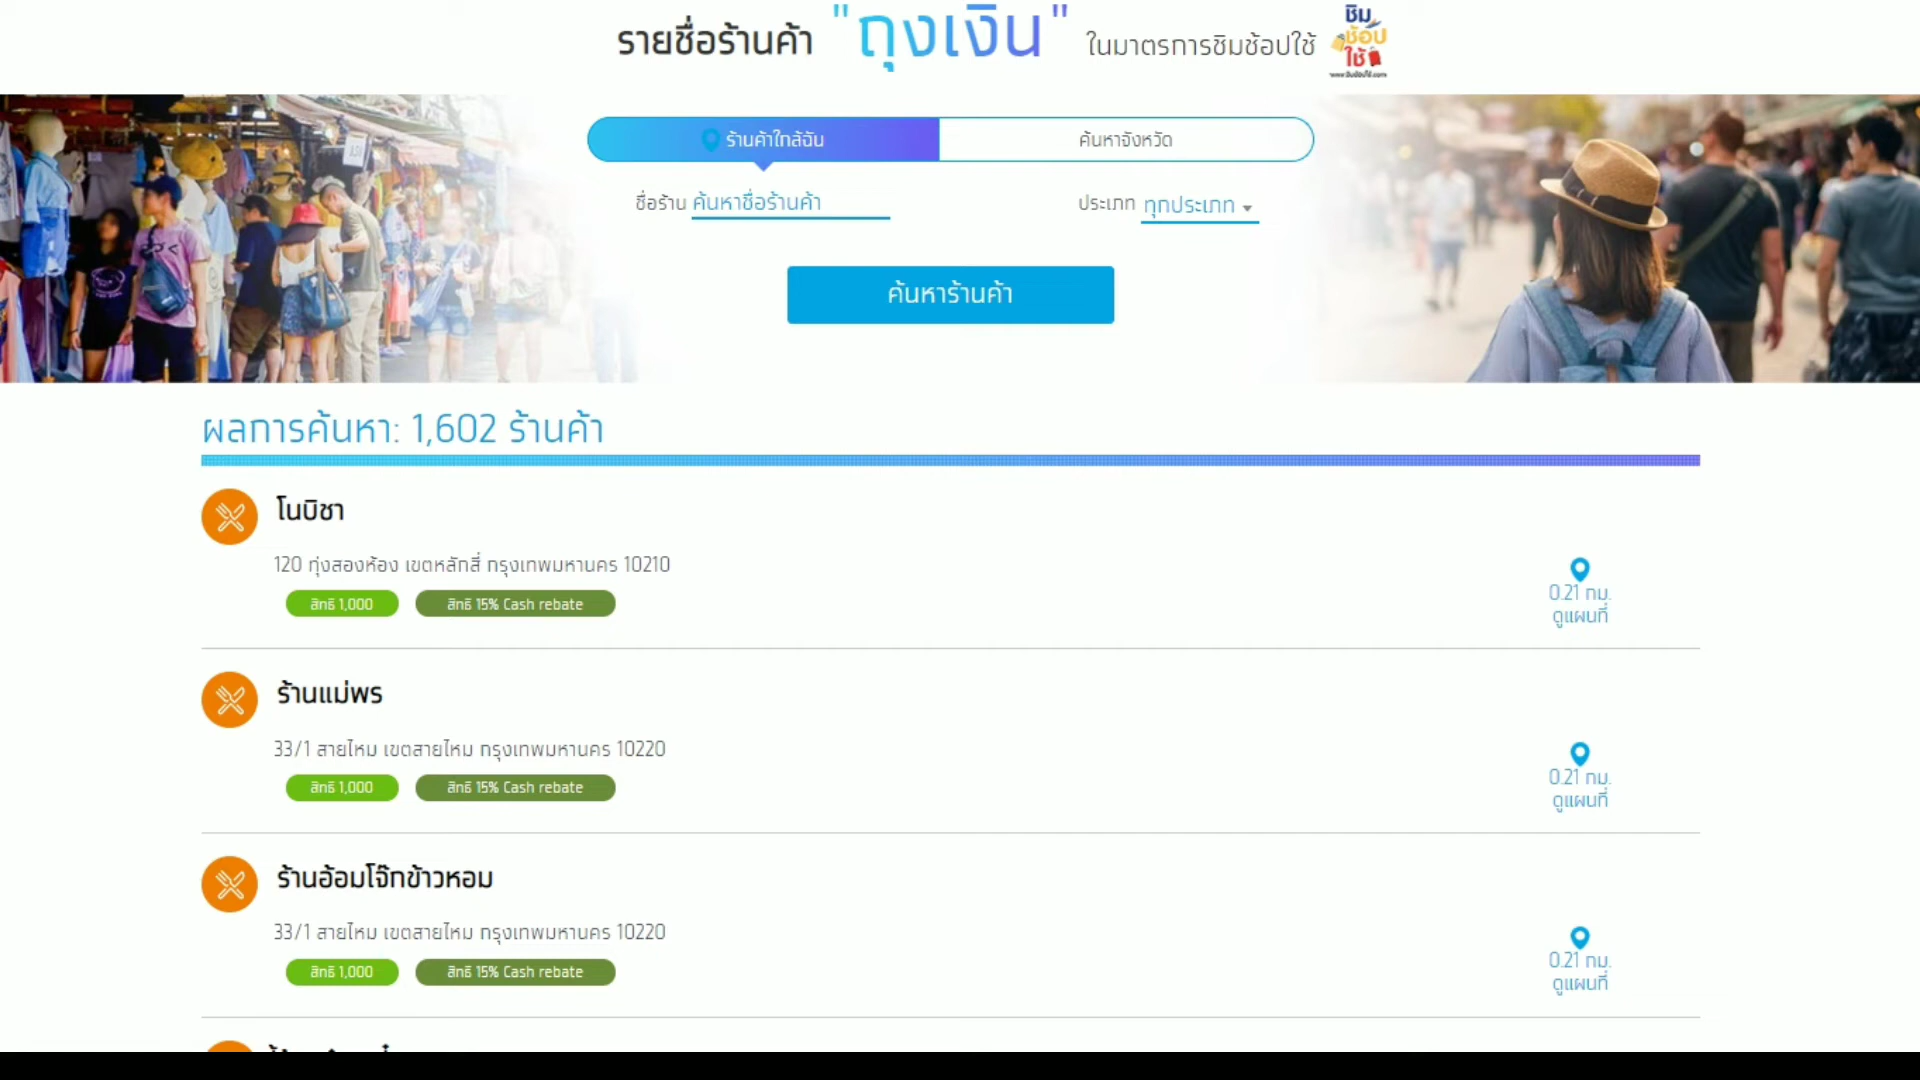 รายชื่อร้านค้า "ถุงเงิน" ในมาตรการชิมช้อปใช้
ชิม
ช้อป
ใช้
ร้านค้าใกล้ฉัน ค้นหาจังหวัด
ชื่อร้าน ค้นหาชื่อร้านค้า ประเภท ทุกประเภท
ค้นหาร้านค้า
ผลการค้นหา: 1,602 ร้านค้า
โนบิชา
120 ทุ่งสองห้อง เขตหลักสี่ กรุงเทพมหานคร 10210
สิทธิ 1,000 สิทธิ 15% Cash rebate
0.21 กม.
ดูแผนที่
ร้านแม่พร
33/1 สายไหม เขตสายไหม กรุงเทพมหานคร 10220
สิทธิ 1,000 สิทธิ 15% Cash rebate
0.21 กม.
ดูแผนที่
ร้านอ้อมโจ๊กข้าวหอม
33/1 สายไหม เขตสายไหม กรุงเทพมหานคร 10220
สิทธิ 1,000 สิทธิ 15% Cash rebate
0.21 กม.
ดูแผนที่